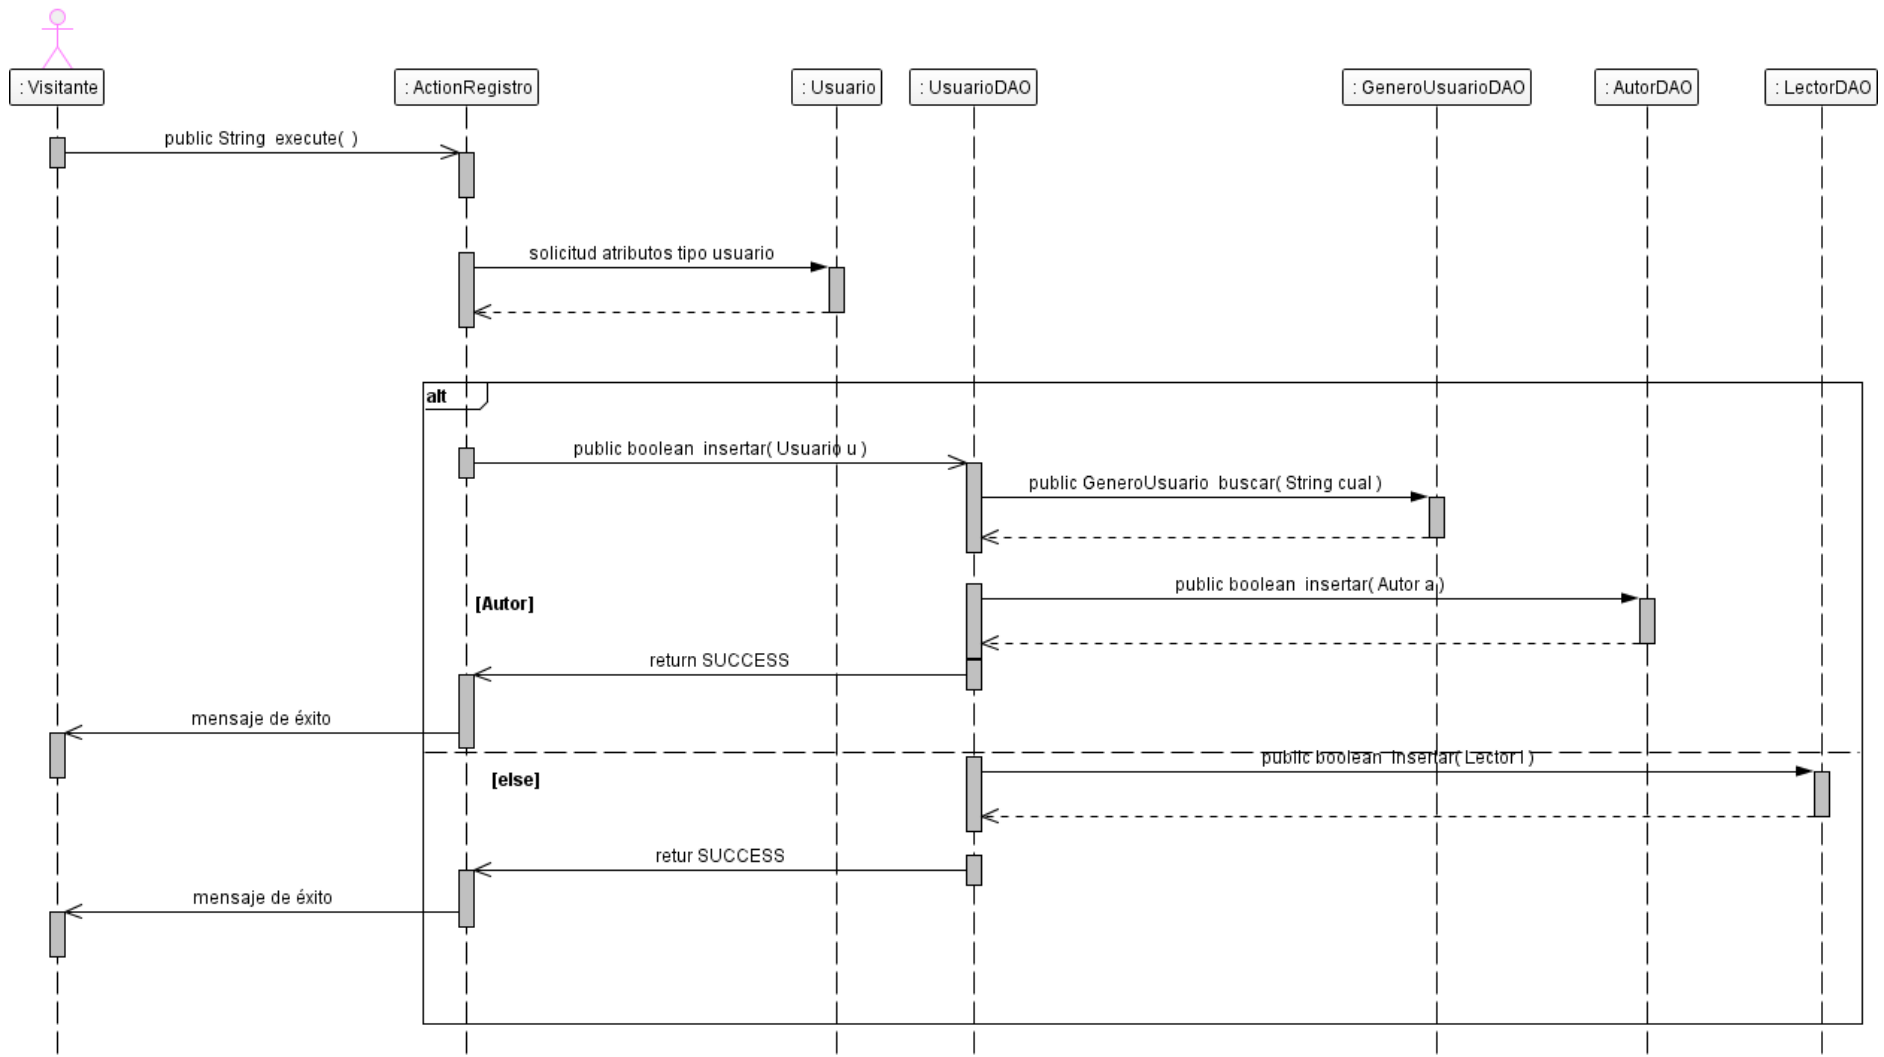 : Visitante
: ActionRegistro
: Usuario
: UsuarioDAO
: GeneroUsuarioDAO
: AutorDAO
: LectorDAO
public String  execute(  )
solicitud atributos tipo usuario
alt
public boolean  insertar( Usuario u )
public GeneroUsuario  buscar( String cual )
public boolean  insertar( Autor a )
[Autor]
return SUCCESS
mensaje de éxito
public boolean  insertar( Lector l )
[else]
retur SUCCESS
mensaje de éxito